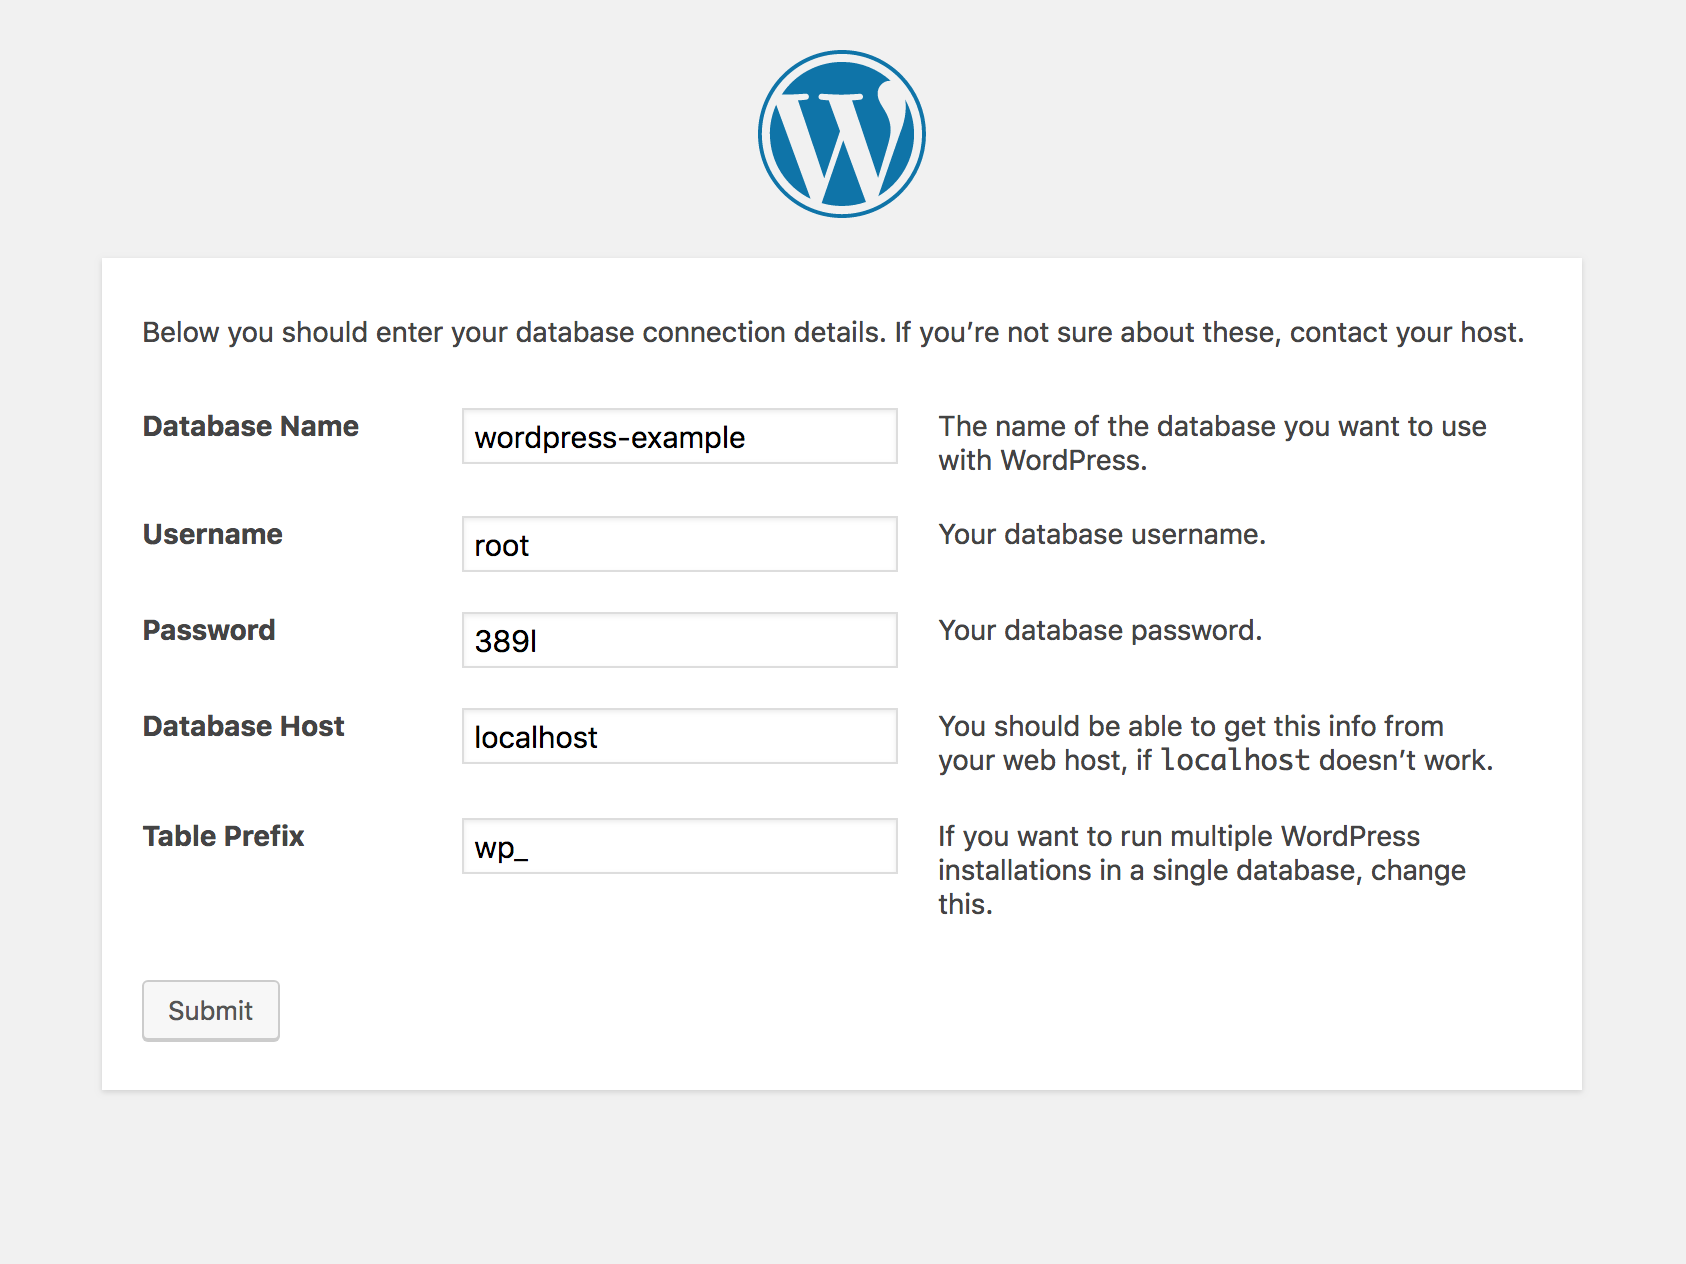 Below you should enter your database connection details. If you’re not sure about these, contact your host.
Database Name
wordpress-example
The name of the database you want to use
with WordPress.
Username
root
Your database username.
Password
389l
Your database password.
Database Host
localhost
You should be able to get this info from
your web host, if localhost doesn’t work.
Table Prefix
wp_
If you want to run multiple WordPress
installations in a single database, change
this.
Submit